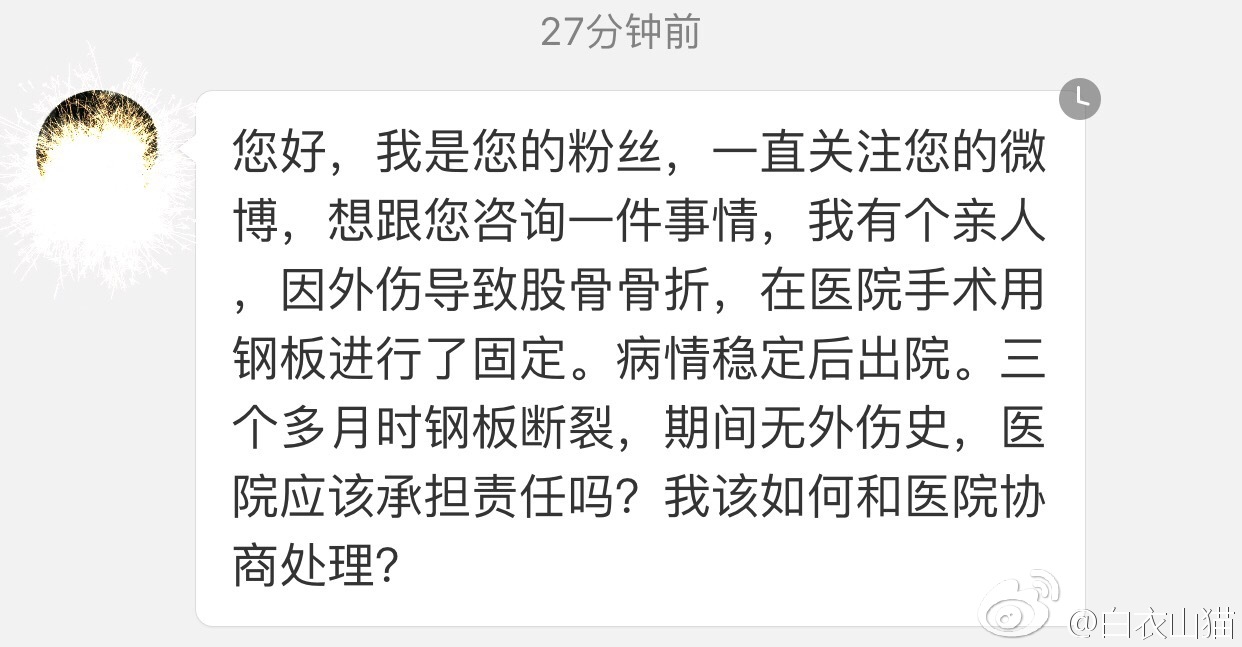 27分钟前
您好，我是您的粉丝，一直关注您的微
博，想跟您咨询一件事情，我有个亲人
，因外伤导致股骨骨折，在医院手术用
钢板进行了固定。病情稳定后出院。三
个多月时钢板断裂，期间无外伤史，医
院应该承担责任吗？我该如何和医院协
商处理？
@白衣山猫